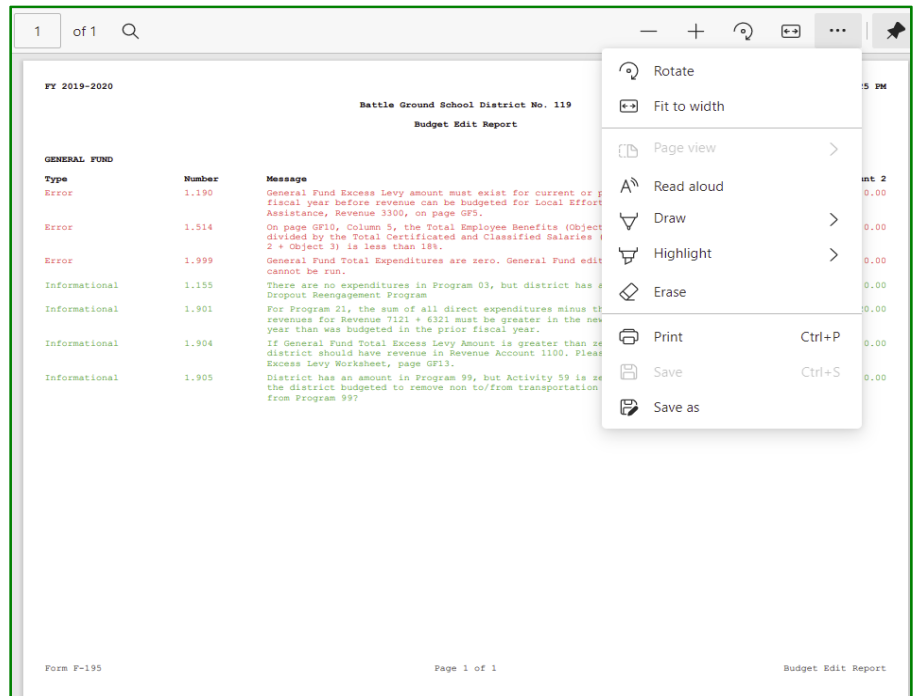 1 of 1
FY 2019-2020 5 PM
Battle Ground School District No. 119
Budget Edit Report
GENERAL FUND
Type Number Message nt 2
Error 1.190 General Fund Excess Levy amount must exist for current or p 0.00
fiscal year before revenue can be budgeted for Local Effort
Assistance, Revenue 3300, on page GF5.
Error 1.514 On page GF10, Column 5, the Total Employee Benefits (Object 0.00
divided by the Total Certificated and Classified Salaries (
2 + Object 3) is less than 18%.
Error 1.999 General Fund Total Expenditures are zero. General Fund edit 0.00
cannot be run.
Informational 1.155 There are no expenditures in Program 03, but district has a 0.00
Dropout Reengagement Program
Informational 1.901 For Program 21, the sum of all direct expenditures minus th 0.00
revenues for Revenue 7121 + 6321 must be greater in the new
year than was budgeted in the prior fiscal year.
Informational 1.904 If General Fund Total Excess Levy Amount is greater than ze 0.00
district should have revenue in Revenue Account 1100. Pleas
Excess Levy Worksheet, page GF13.
Informational 1.905 District has an amount in Program 99, but Activity 59 is ze 0.00
the district budgeted to remove non to/from transportation
from Program 99?
Form F-195 Page 1 of 1 Budget Edit Report
Rotate
Fit to width
Page view
Read aloud
Draw
Highlight
Erase
Print Ctrl+P
Save Ctrl+S
Save as